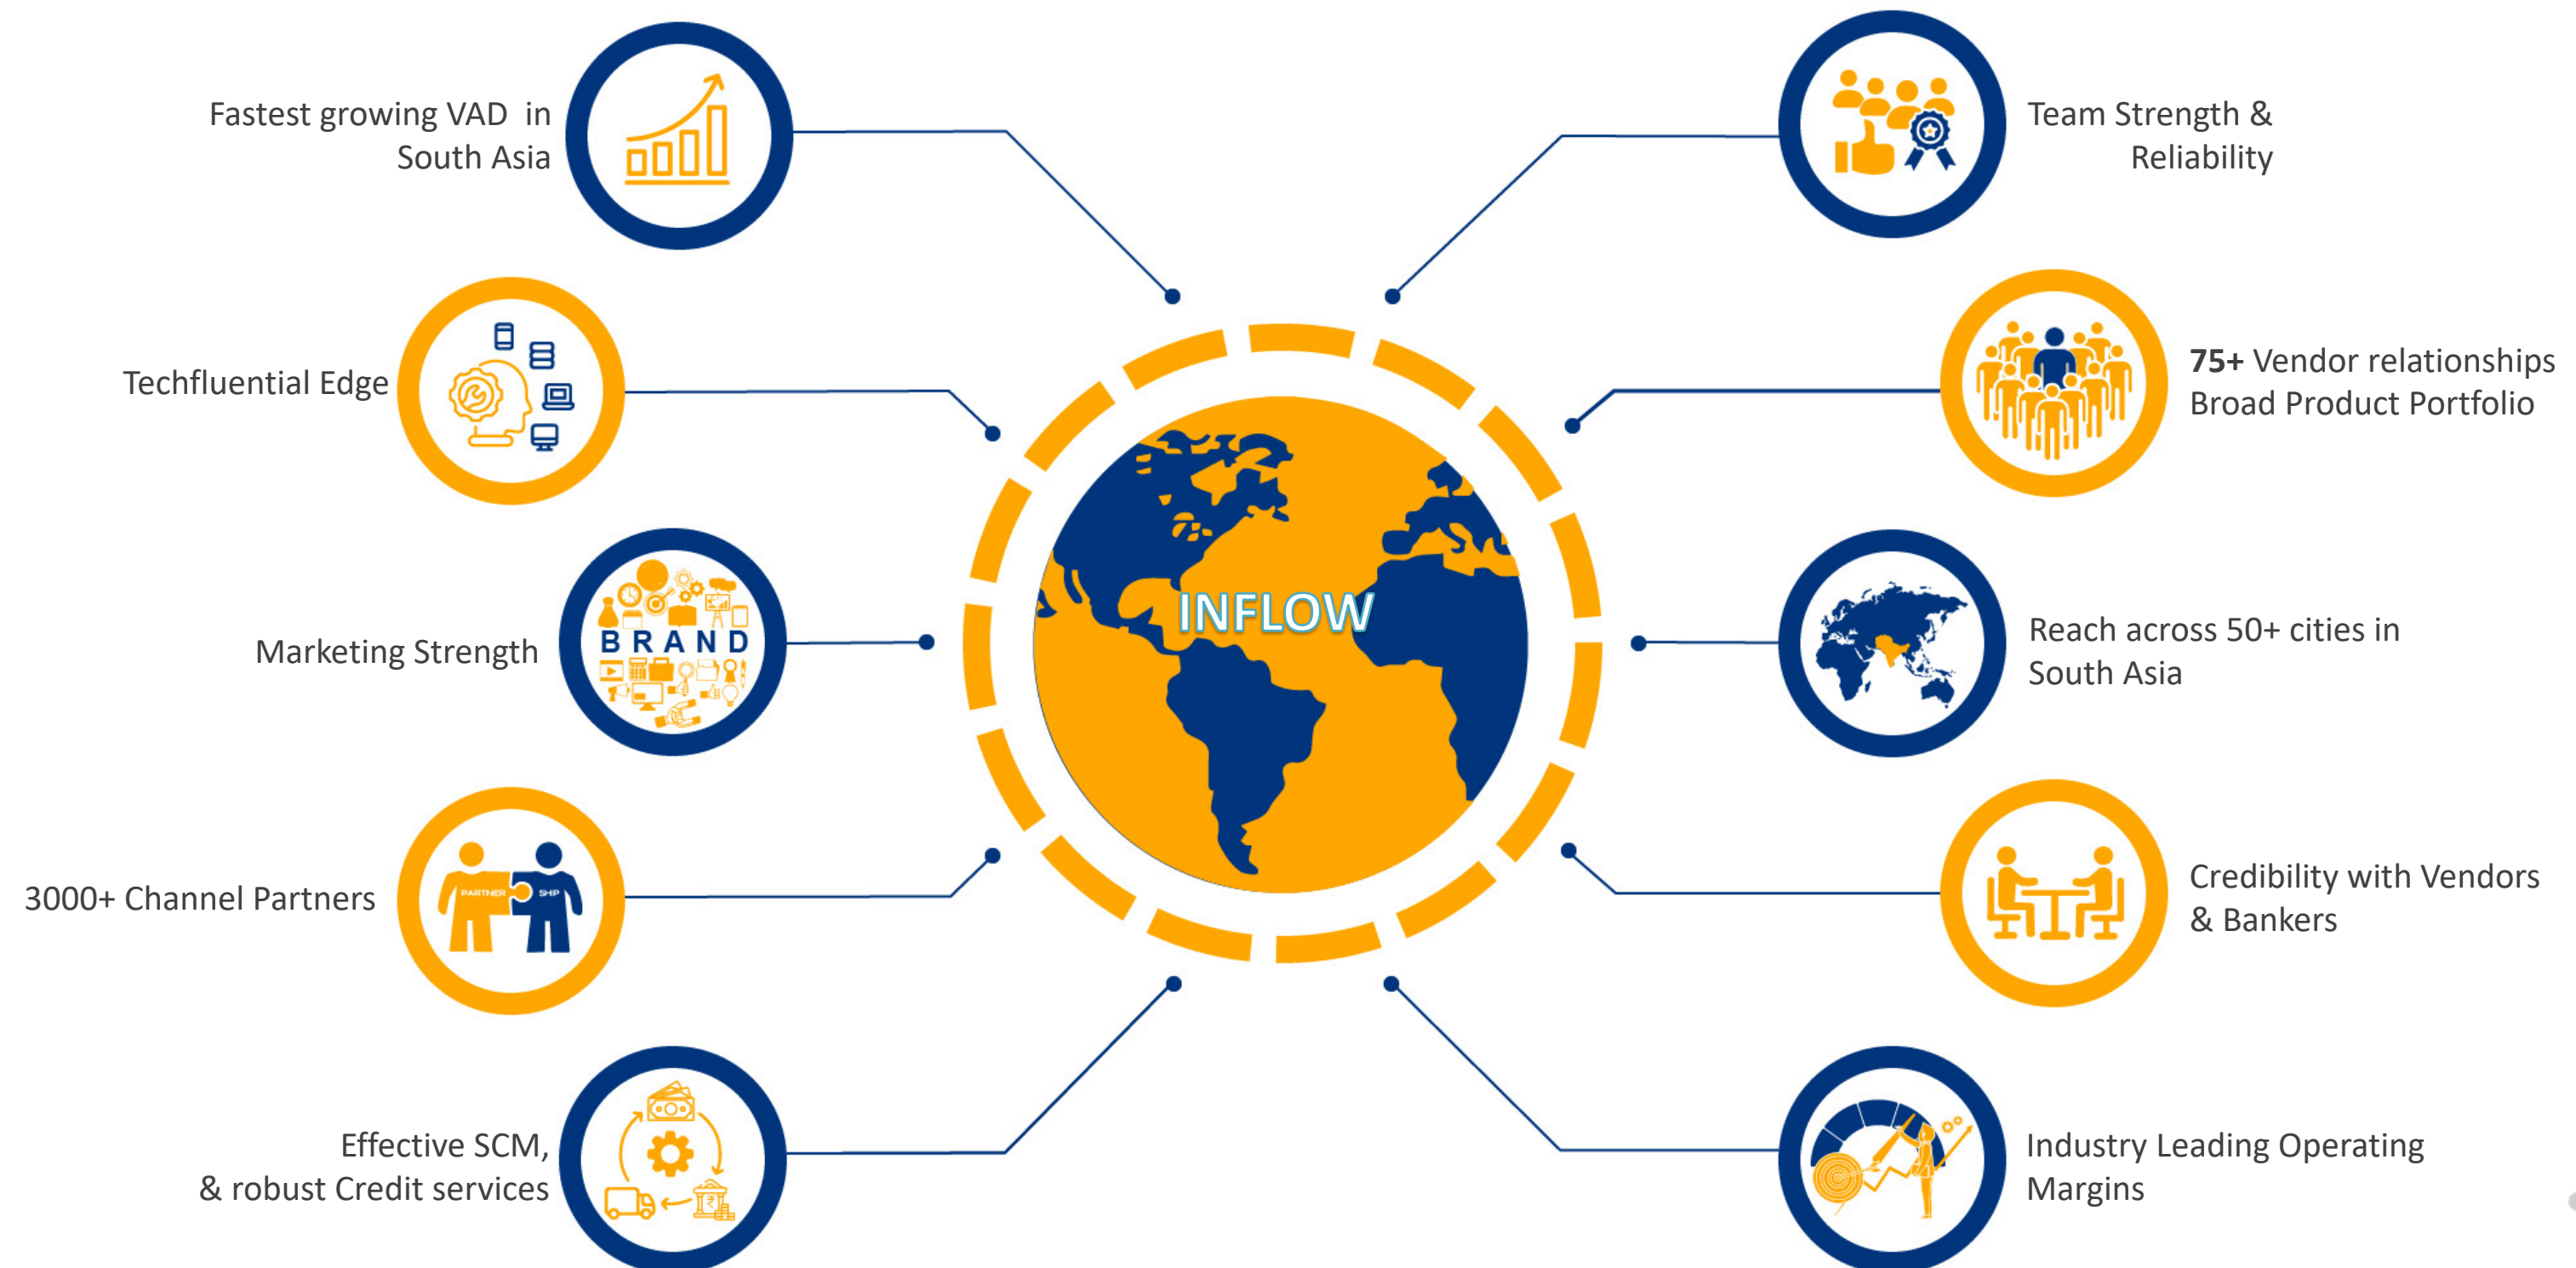 Fastest growing VAD in
South Asia
Techfluential Edge
Marketing Strength
BRAND
3000+ Channel Partners
PARTNER SHIP
Effective SCM,
& robust Credit services
INFLOW
Team Strength &
Reliability
75+ Vendor relationships
Broad Product Portfolio
Reach across 50+ cities in
South Asia
Credibility with Vendors
& Bankers
Industry Leading Operating
Margins